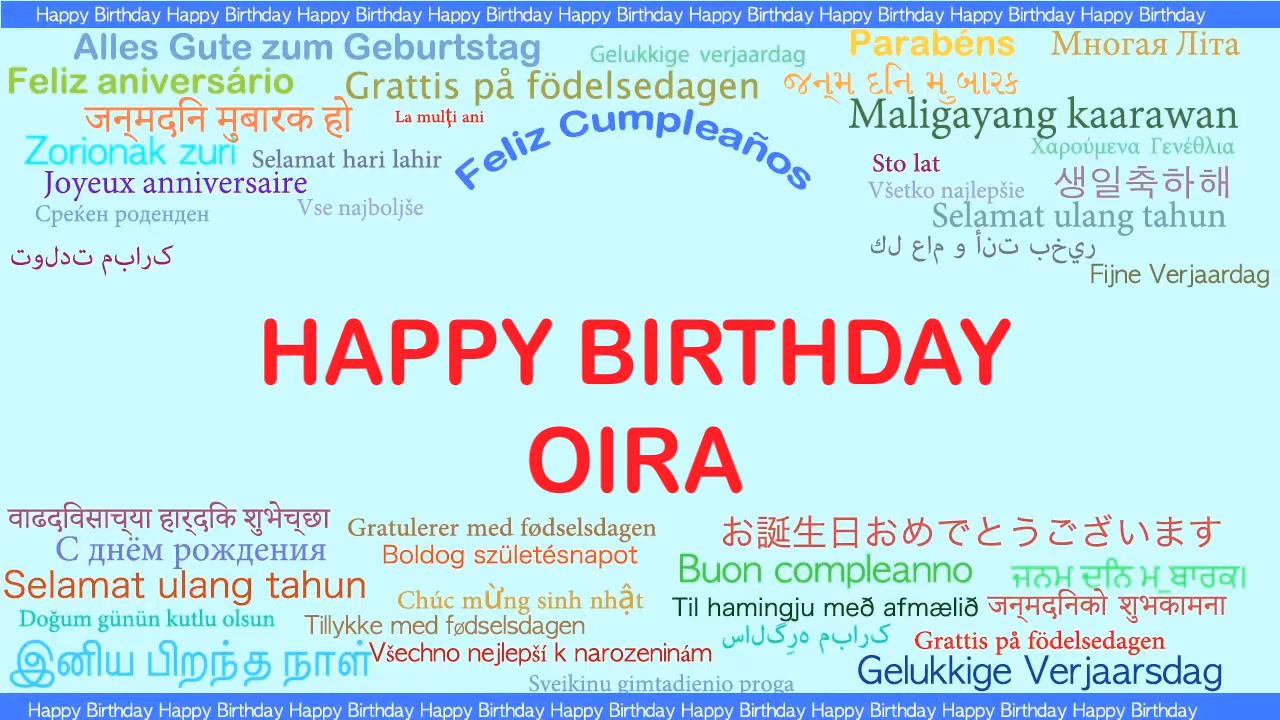 Happy Birthday Happy Birthday Happy Birthday Happy Birthday Happy Birthday Happy Birthday Happy Birthday Happy Birthday Happy Birthday
Alles Gute zum Geburtstag
Gelukkige verjaardag
Parabéns
Многая Літа
Feliz aniversário
Grattis på födelsedagen
જન્મ દનિ મુબારક
जन्मदनि मुबारक हो
La mulţi ani
Feliz Cumpleaños
Maligayang kaarawan
Zorionak zuri
Selamat hari lahir
Χαρούμενα Γενέθλια
Sto lat
Joyeux anniversaire
Všetko najlepšie
생일축하해
Среќен роденден
Vse najboljše
Selamat ulang tahun
تولدت مبارک
كل عام و أنت بخير
Fijne Verjaardag
HAPPY BIRTHDAY
OIRA
वाढदविसाच्या हार्दकि शुभेच्छा
Gratulerer med fødselsdagen
お誕生日おめでとうございます
С днём рождения
Boldog születésnapot
Buon compleanno
ਜਨਮ ਦਨਿ ਮੁਬਾਰਕ।
Selamat ulang tahun
Chúc mừng sinh nhật
Til hamingju með afmælið
जन्मदनिको शुभकामना
Doğum günün kutlu olsun
Tillykke med fødselsdagen
سالگرہ مبارک
Grattis på födelsedagen
இனிய பிறந்த நாள்
Všechno nejlepší k narozeninám
Gelukkige Verjaarsdag
Sveikinu gimtadienio proga
Happy Birthday Happy Birthday Happy Birthday Happy Birthday Happy Birthday Happy Birthday Happy Birthday Happy Birthday Happy Birthday